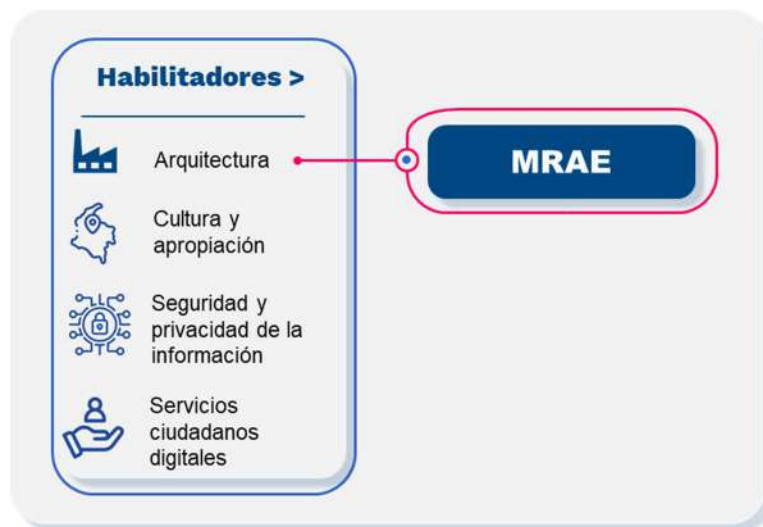 Habilitadores >
Arquitectura
MRAE
Cultura y
apropiación
Seguridad y
privacidad de la
información
Servicios
ciudadanos
digitales